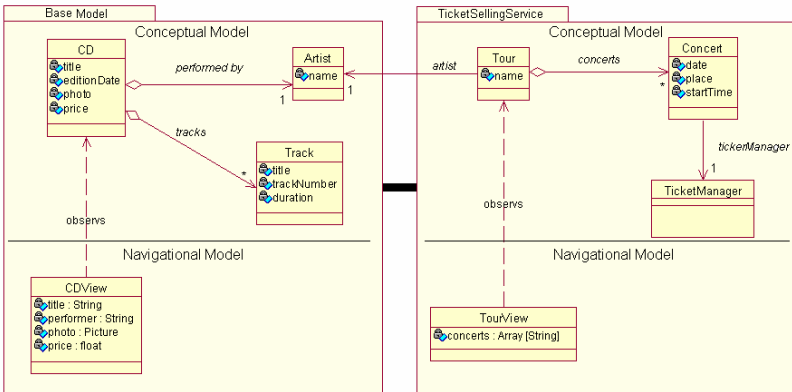 Base Model
Conceptual Model
CD
title
editionDate
photo
price
performed by
1
Artist
name
1
tracks
*
Track
title
trackNumber
duration
observs
Navigational Model
CDView
title : String
performer : String
photo : Picture
price : float
TicketSellingService
Conceptual Model
artist
Tour
name
concerts
*
Concert
date
place
startTime
tickerManager
1
TicketManager
observs
Navigational Model
TourView
concerts : Array [String]